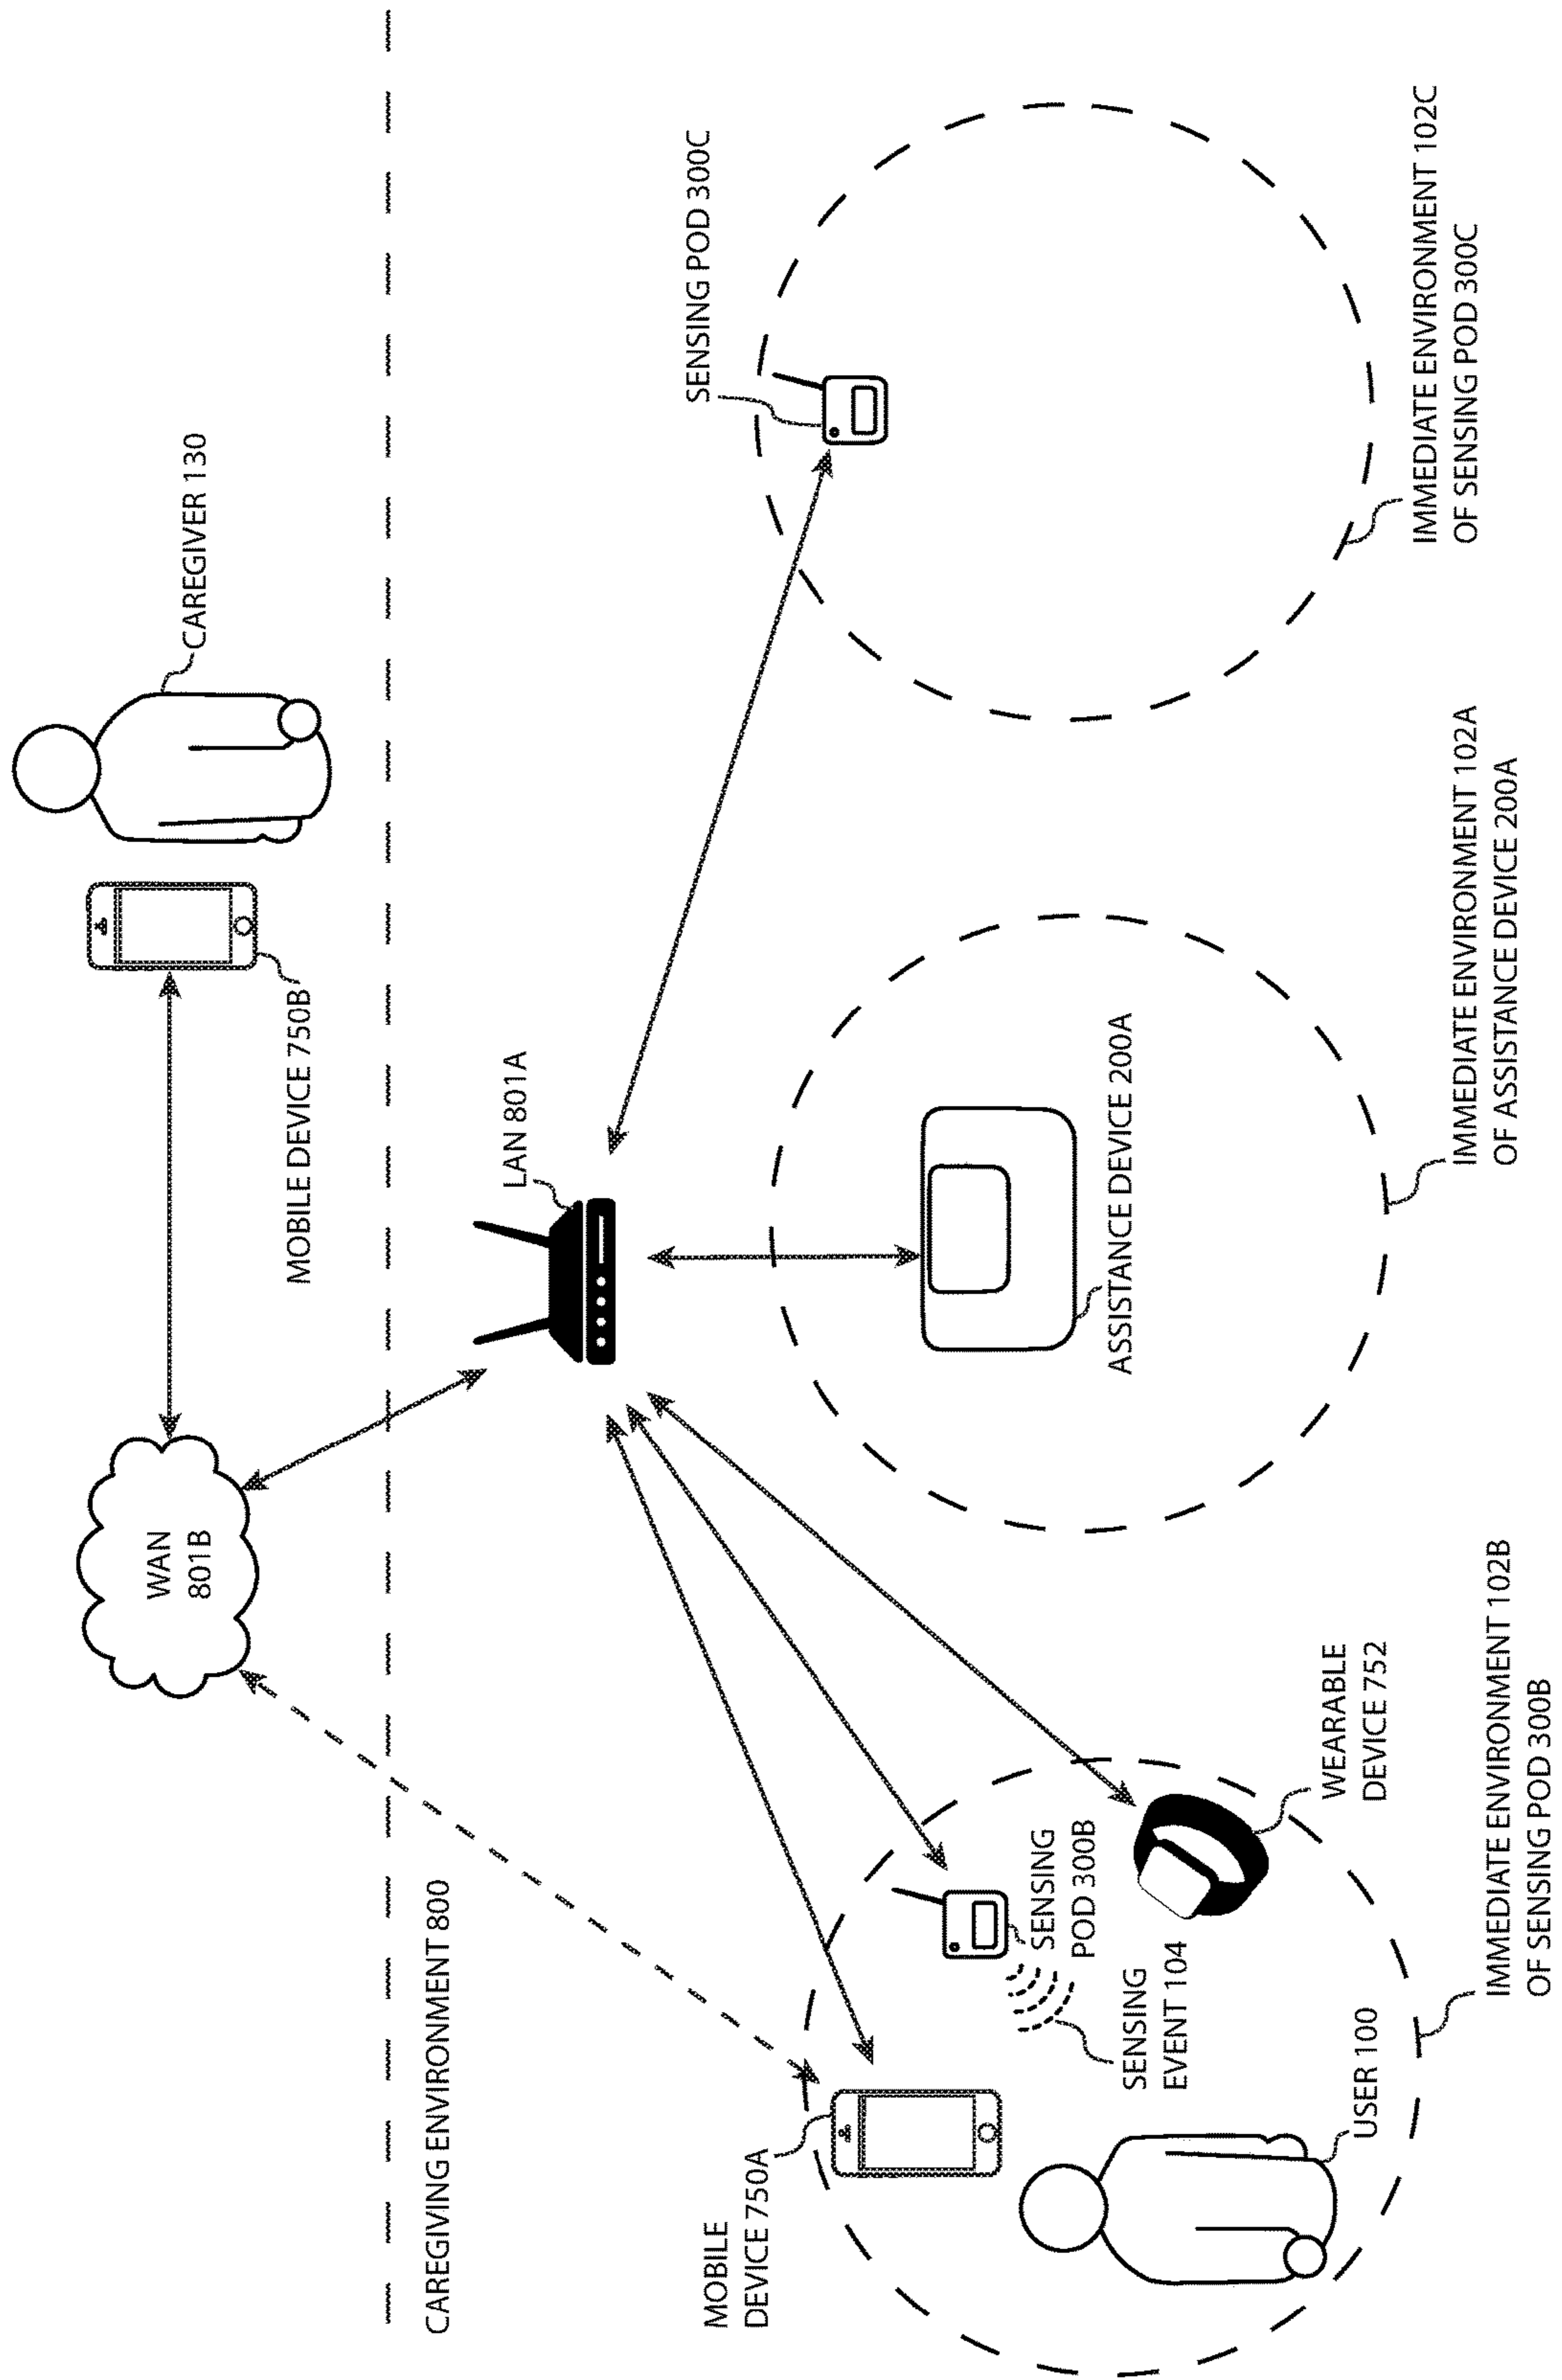 CAREGIVER 130
WAN
801B
MOBILE DEVICE 750B
CAREGIVING ENVIRONMENT 800
LAN 801A
SENSING POD 300C
MOBILE
DEVICE 750A
SENSING
POD 300B
SENSING
EVENT 104
ASSISTANCE DEVICE 200A
WEARABLE
DEVICE 752
USER 100
IMMEDIATE ENVIRONMENT 102B
OF SENSING POD 300B
IMMEDIATE ENVIRONMENT 102A
OF ASSISTANCE DEVICE 200A
IMMEDIATE ENVIRONMENT 102C
OF SENSING POD 300C